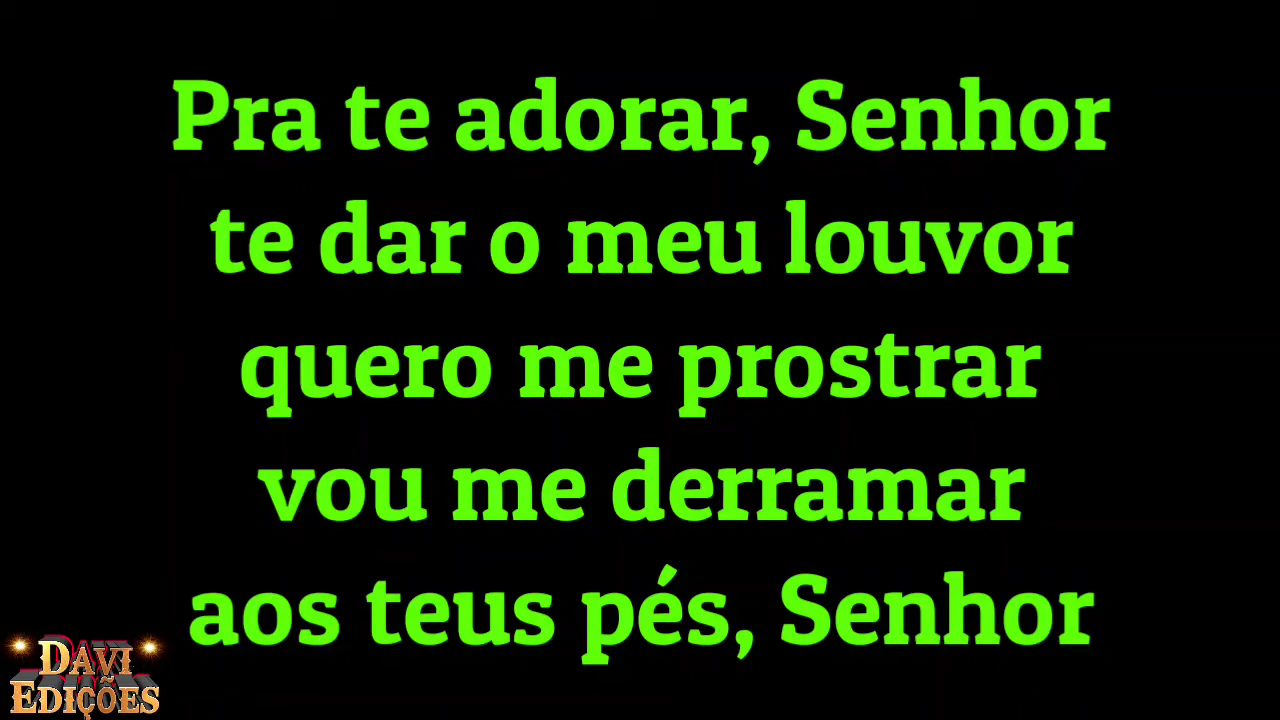 Pra te adorar, Senhor
te dar o meu louvor
quero me prostrar
vou me derramar
aos teus pés, Senhor
DAVI
EDIÇÕES